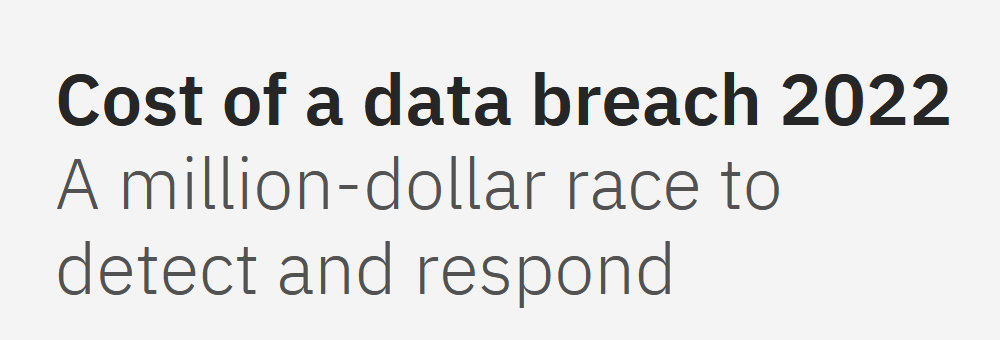 Cost of a data breach 2022
A million-dollar race to
detect and respond